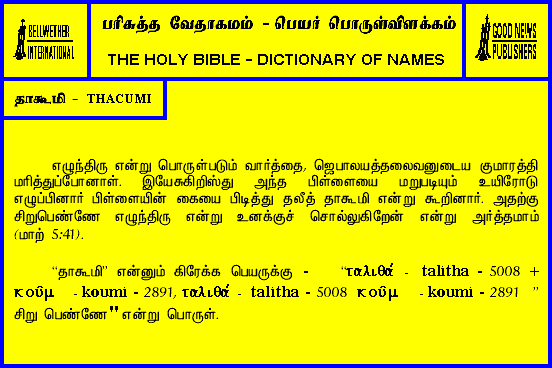 BELLWETHER
INTERNATIONAL
பரிசுத்த வேதாகமம் - பெயர் பொருள்விளக்கம்
THE HOLY BIBLE - DICTIONARY OF NAMES
GOOD NEWS
PUBLISHERS
தாகூமி - THACUMI
எழுந்திரு என்று பொருள்படும் வார்த்தை, ஜெபாலயத்தலைவனுடைய குமாரத்தி
மரித்துப்போனாள். இயேசுகிறிஸ்து அந்த பிள்ளையை மறுபடியும் உயிரோடு
எழுப்பினார் பிள்ளையின் கையை பிடித்து தலீத் தாகூமி என்று கூறினார். அதற்கு
சிறுபெண்ணே எழுந்திரு என்று உனக்குச் சொல்லுகிறேன் என்று அர்த்தமாம்
(மாற் 5:41).
“தாகூமி” என்னும் கிரேக்க பெயருக்கு - “ταλιθά - talitha - 5008 +
κοῦμ - koumi - 2891, ταλιθά - talitha - 5008 κοῦμ - koumi - 2891 ”
சிறு பெண்ணே" என்று பொருள்.